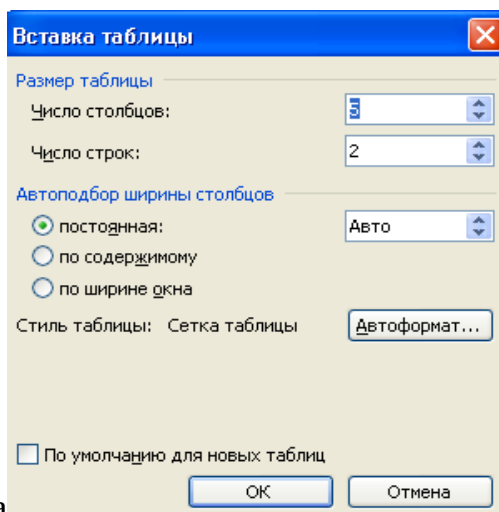 Вставка таблицы
Размер таблицы
Число столбцов: 5
Число строк: 2
Автоподбор ширины столбцов
постоянная: Авто
по содержимому
по ширине окна
Стиль таблицы: Сетка таблицы Автоформат...
По умолчанию для новых таблиц
ОК Отмена
а